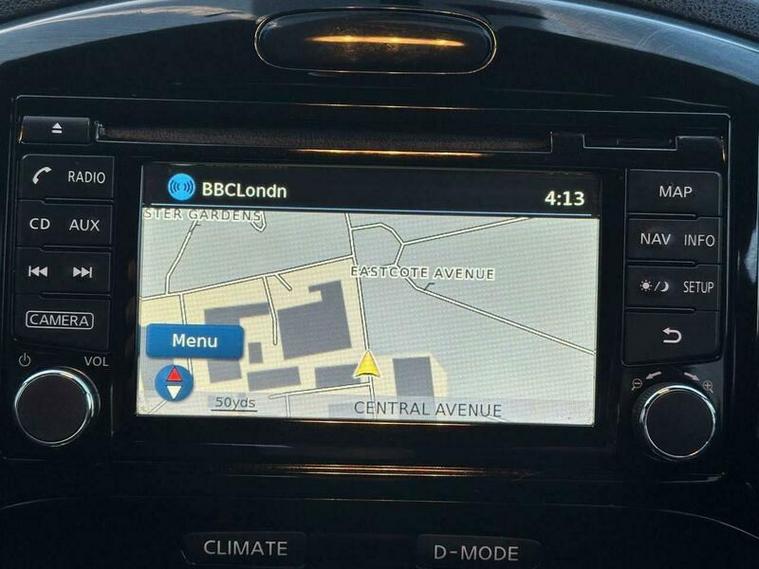 RADIO
CD AUX
CAMERA
VOL
BBCLondn 4:13
STER GARDENS
EASTCOTE AVENUE
Menu
50yds
CENTRAL AVENUE
MAP
NAV INFO
SETUP
CLIMATE
D-MODE